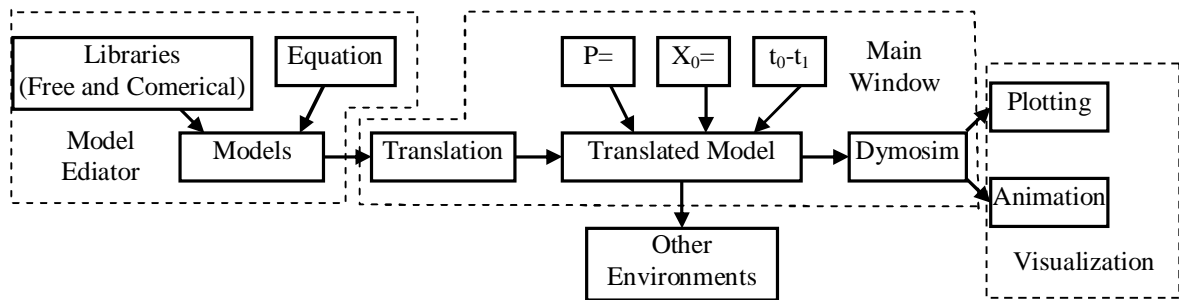 Libraries
(Free and Comerical)
Equation
P=
X₀=
t₀-t₁
Main
Window
Model
Ediator
Models
Translation
Translated Model
Dymosim
Plotting
Animation
Other
Environments
Visualization